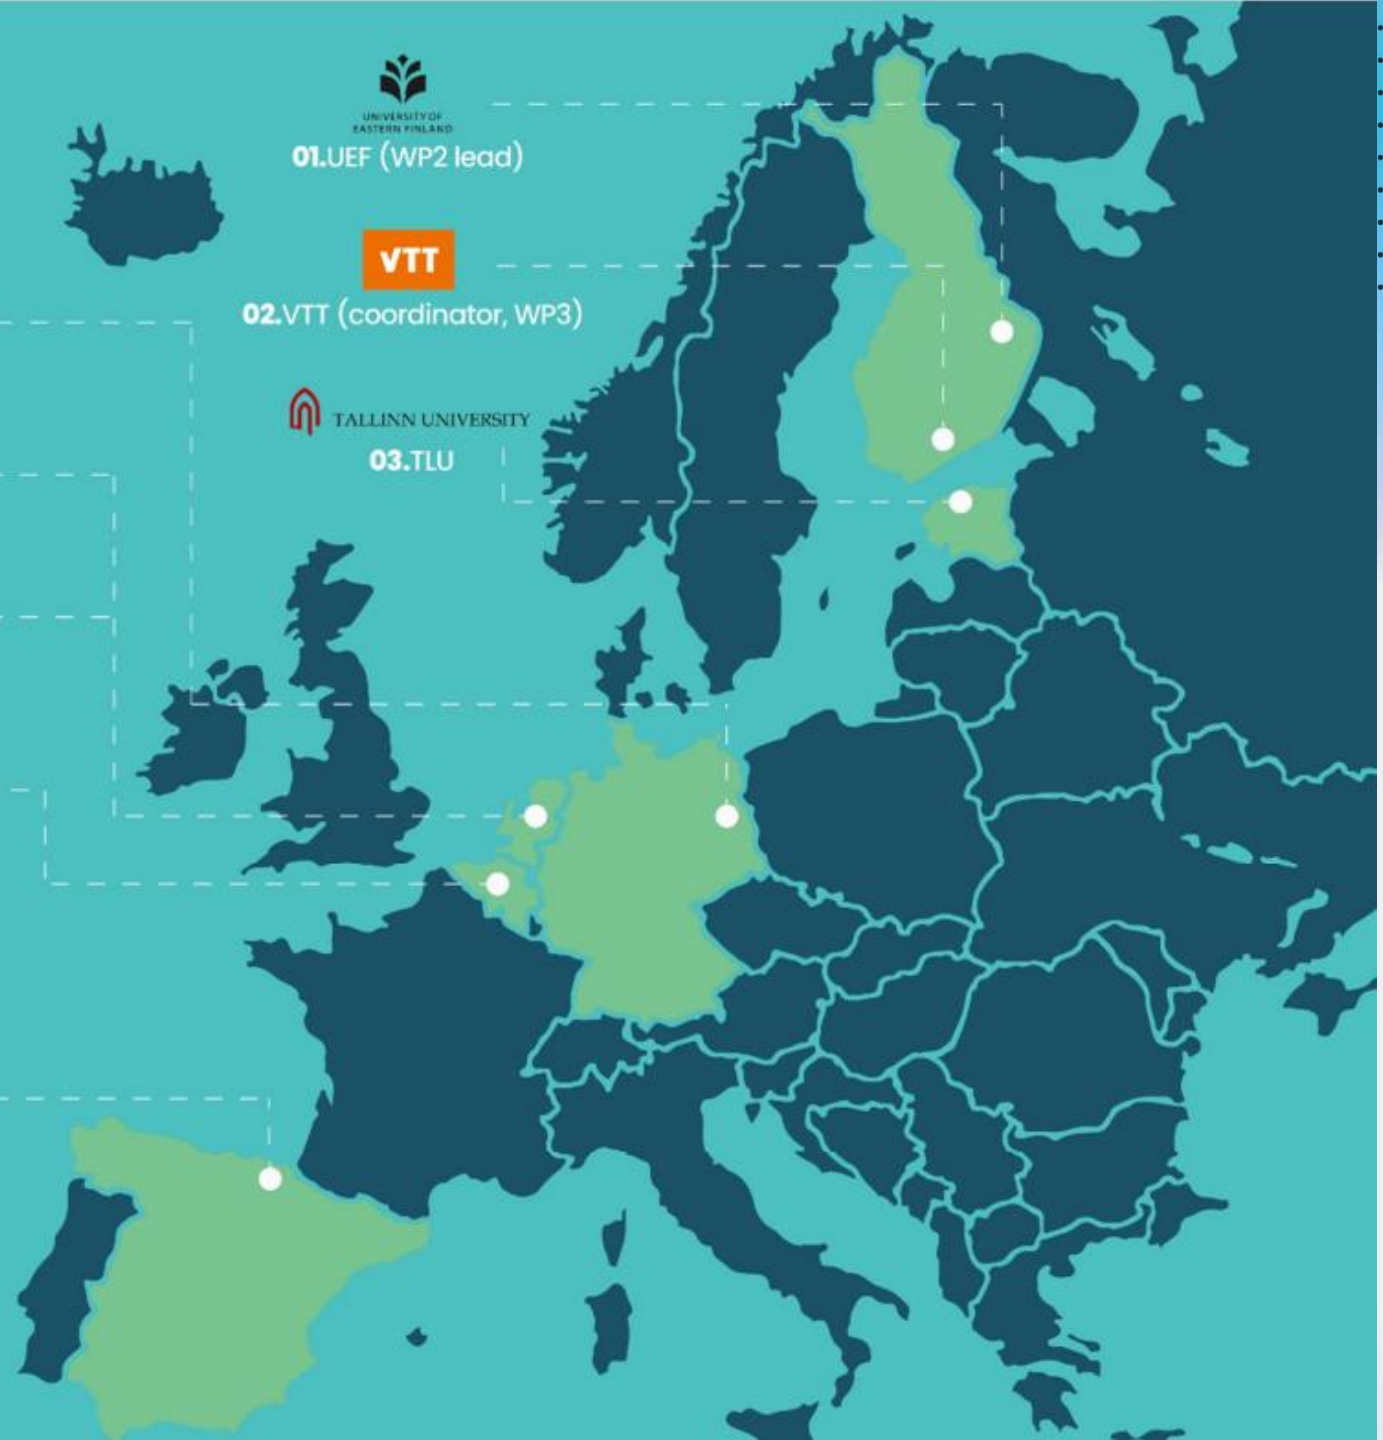 UNIVERSITY OF
EASTERN FINLAND
01.UEF (WP2 lead)
VTT
02.VTT (coordinator, WP3)
TALLINN UNIVERSITY
03.TLU